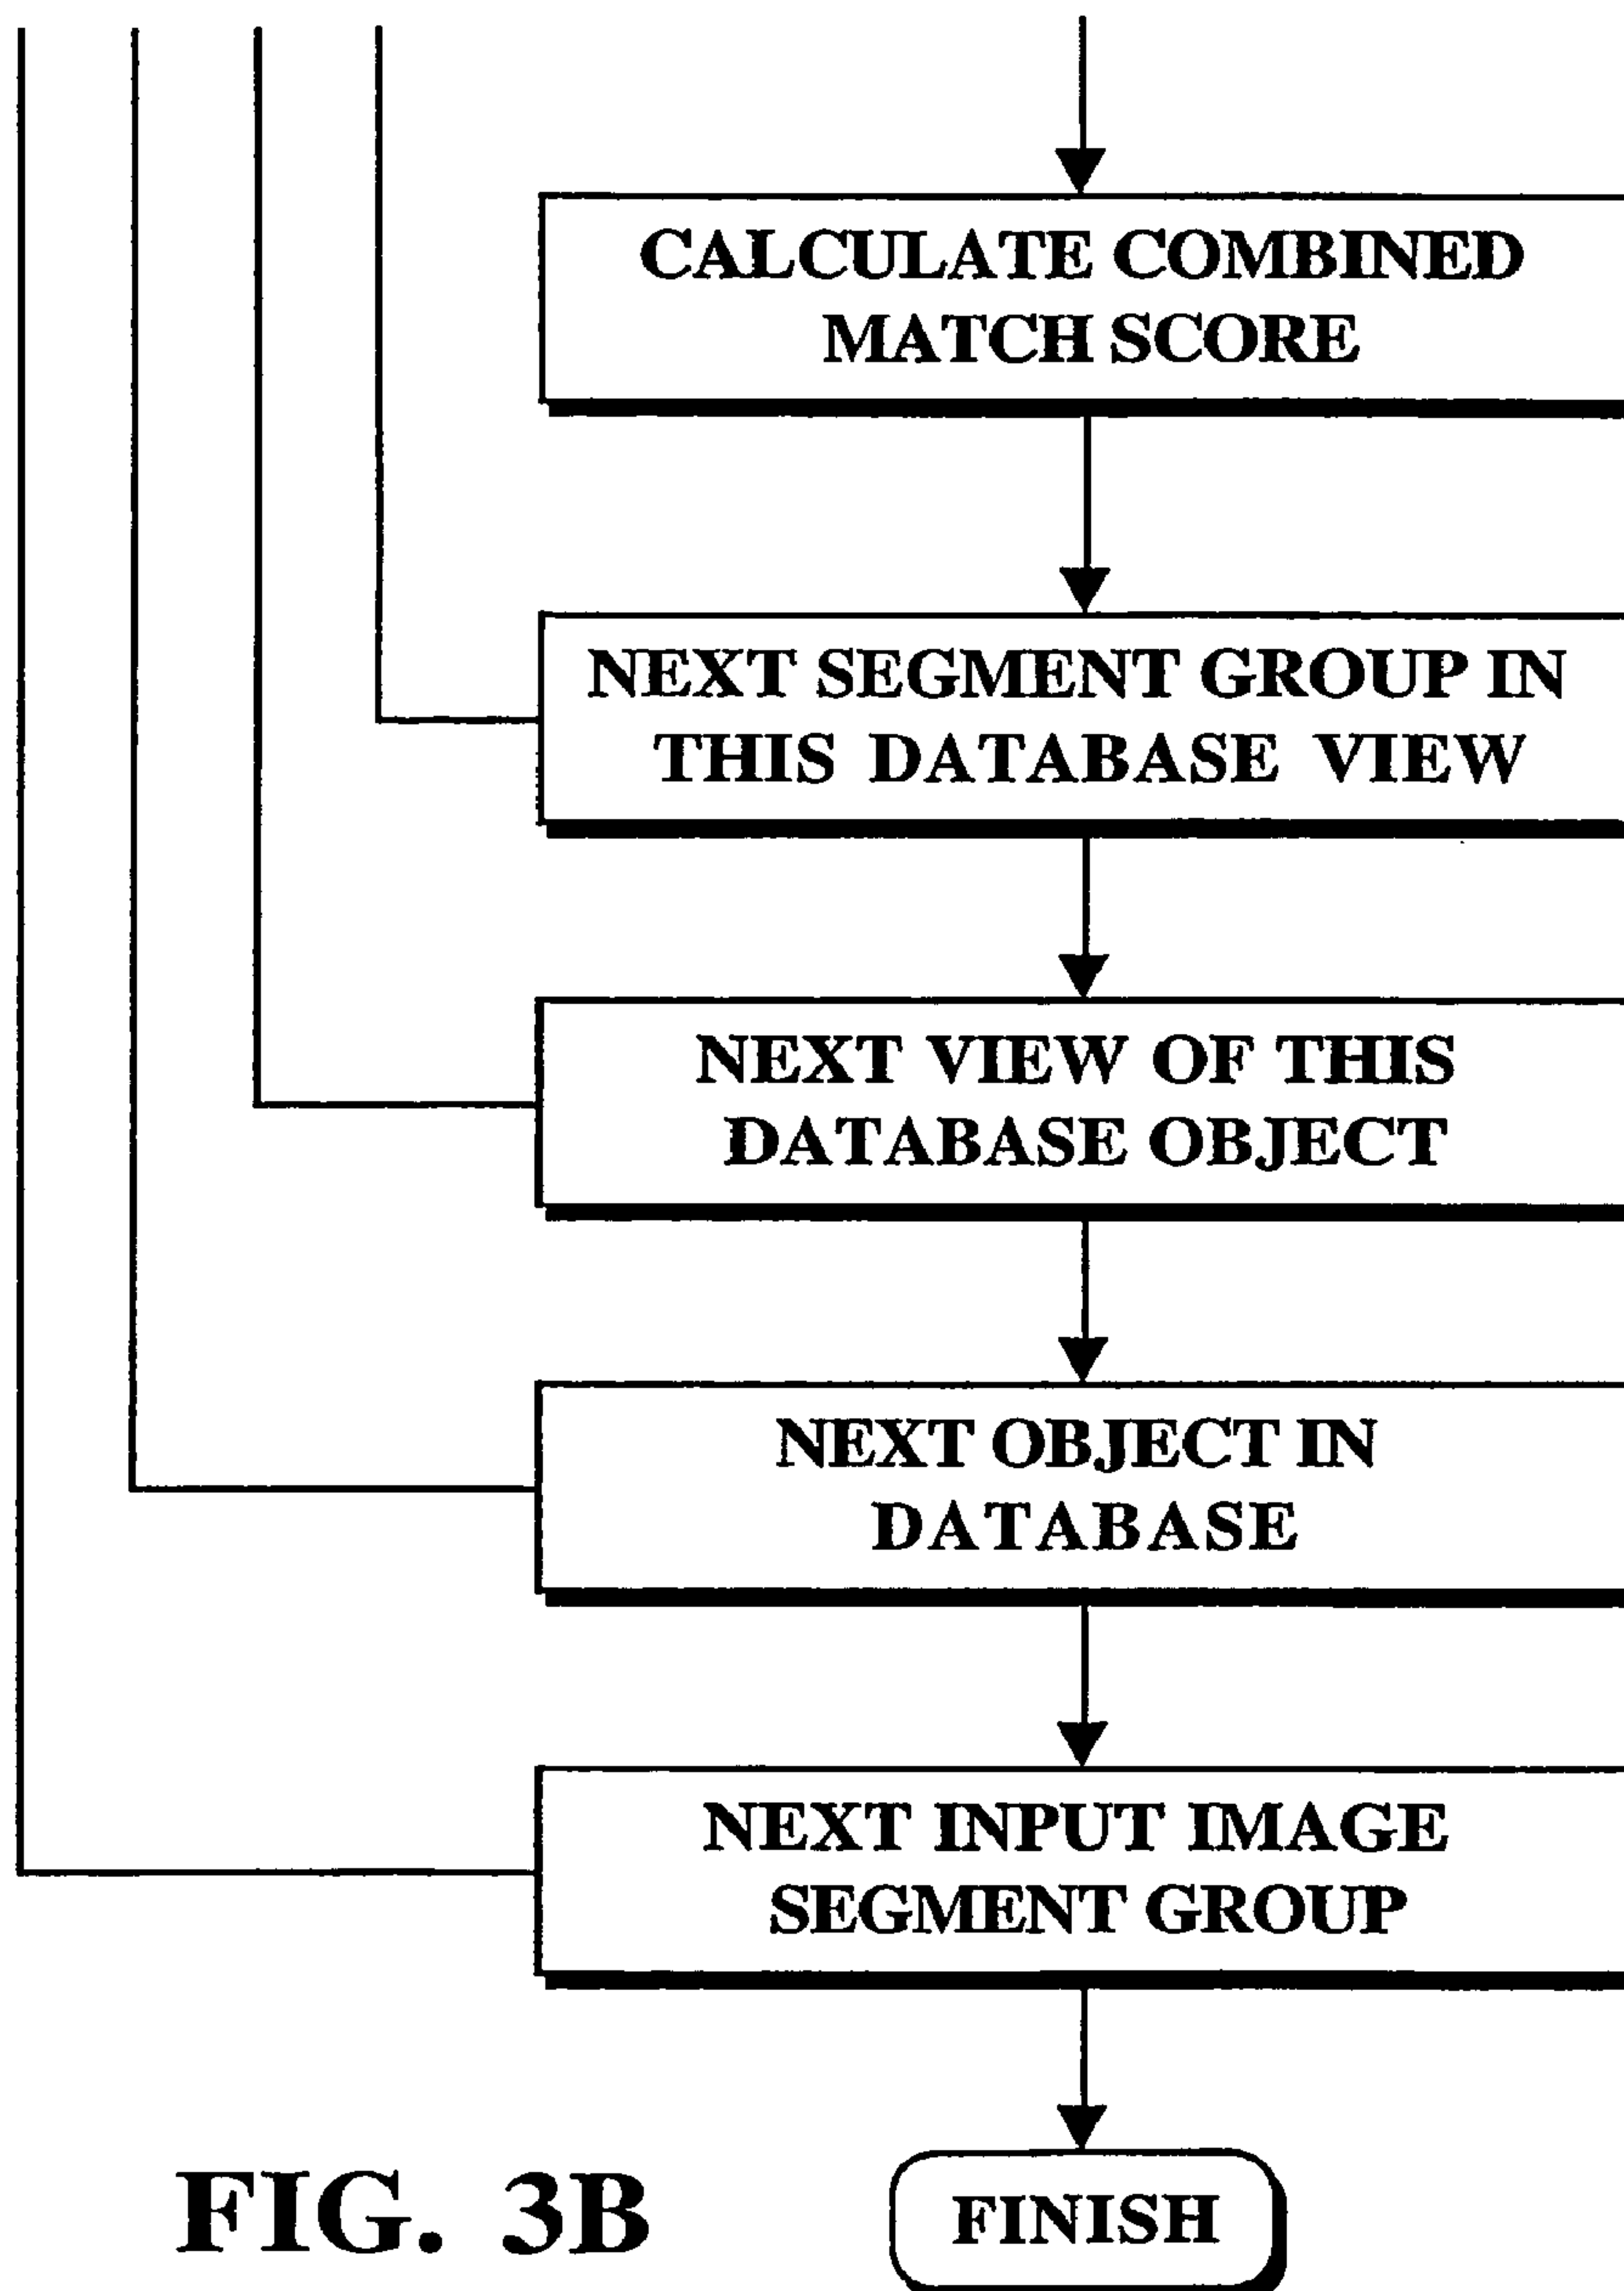 CALCULATE COMBINED
MATCH SCORE
NEXT SEGMENT GROUP IN
THIS DATABASE VIEW
NEXT VIEW OF THIS
DATABASE OBJECT
NEXT OBJECT IN
DATABASE
NEXT INPUT IMAGE
SEGMENT GROUP
FINISH
FIG. 3B